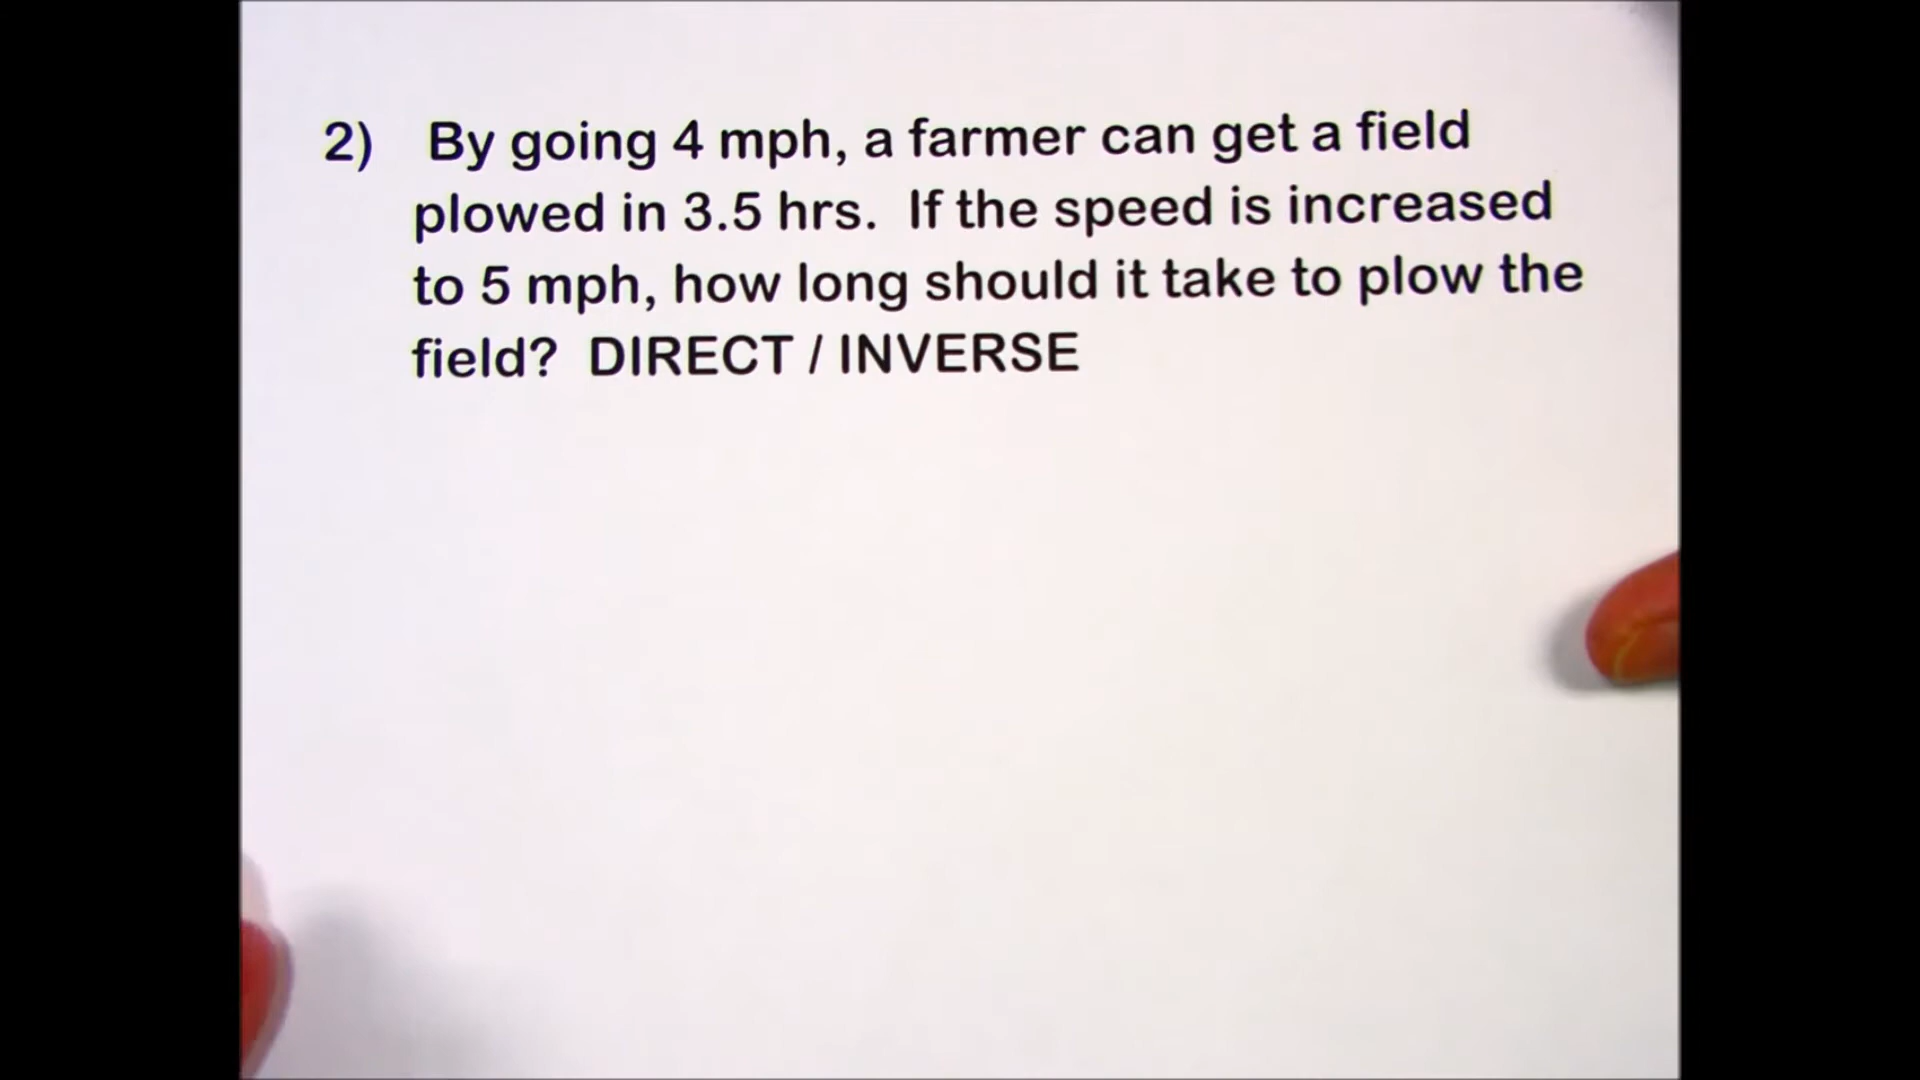 2) By going 4 mph, a farmer can get a field
plowed in 3.5 hrs. If the speed is increased
to 5 mph, how long should it take to plow the
field? DIRECT / INVERSE